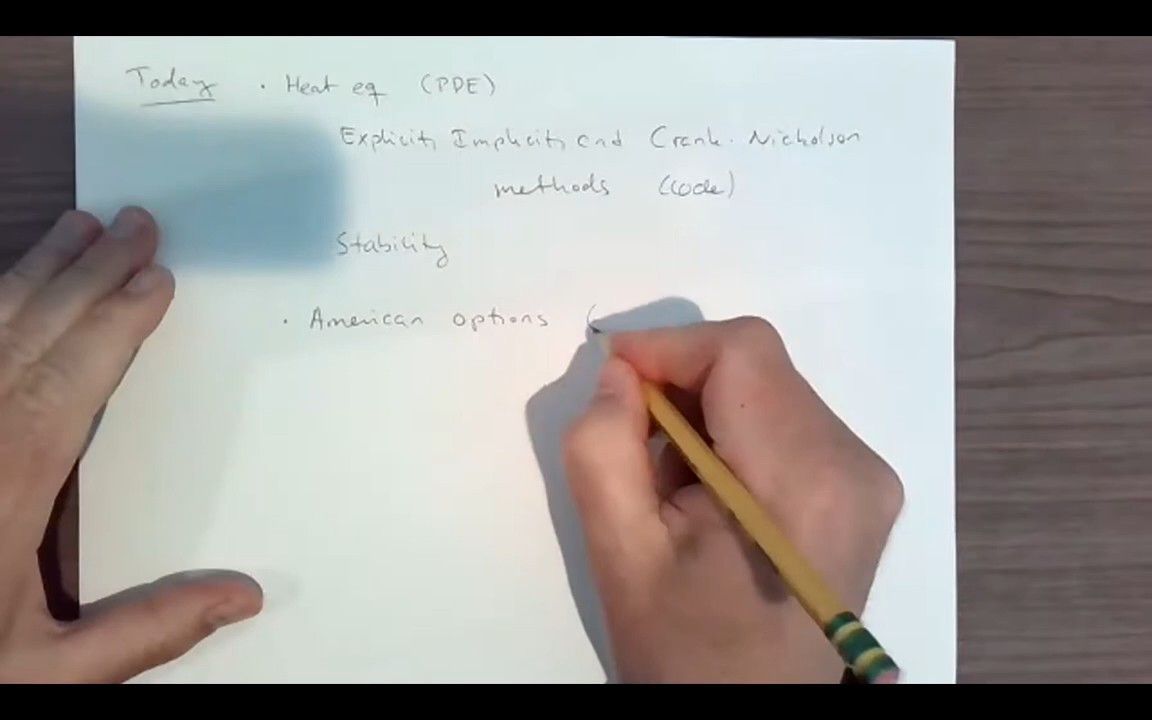 Today · Heat eq (PDE)
Explicit, Implicit, and Crank-Nicholson
methods (code)
Stability
· American options (